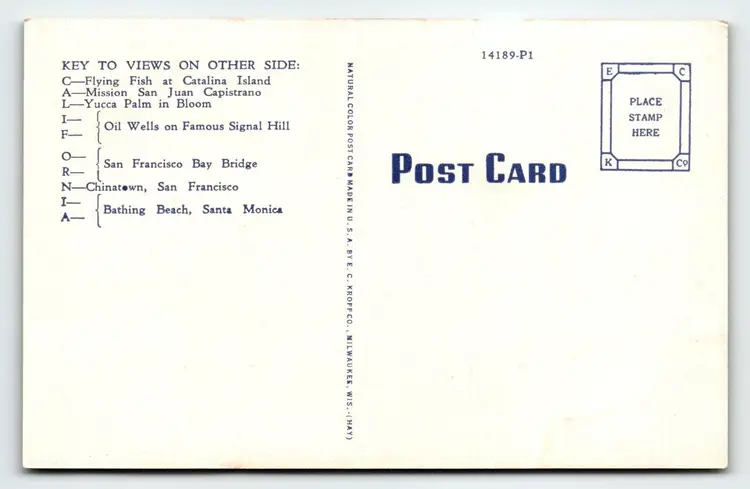 KEY TO VIEWS ON OTHER SIDE:
C—Flying Fish at Catalina Island
A—Mission San Juan Capistrano
L—Yucca Palm in Bloom
I—
F—
Oil Wells on Famous Signal Hill
O—
R—
San Francisco Bay Bridge
N—Chinatown, San Francisco
I—
A—
Bathing Beach, Santa Monica
NATURAL COLOR POST CARD MADE IN U. S. A. BY E. C. KROPP CO., MILWAUKEE, WIS.-(HAY)
14189-P1
POST CARD
E C
PLACE
STAMP
HERE
K Co